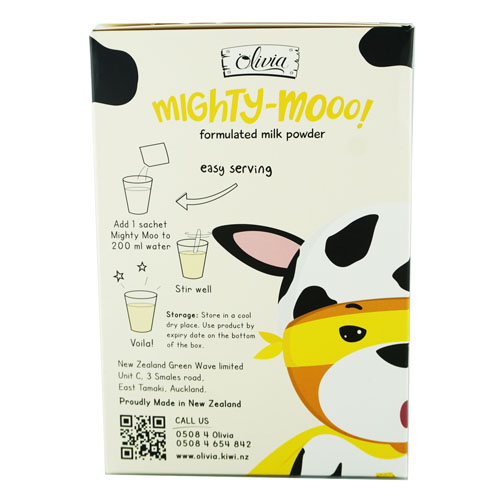 Olivia
MIGHTY-MOOO!
formulated milk powder
easy serving
Add 1 sachet
Mighty Moo to
200 ml water
Stir well
Voila!
Storage: Store in a cool
dry place. Use product by
expiry date on the bottom
of the box.
New Zealand Green Wave limited
Unit C, 3 Smales road,
East Tamaki, Auckland.
Proudly Made in New Zealand
CALL US
0508 4 Olivia
0508 4 654 842
www.olivia.kiwi.nz